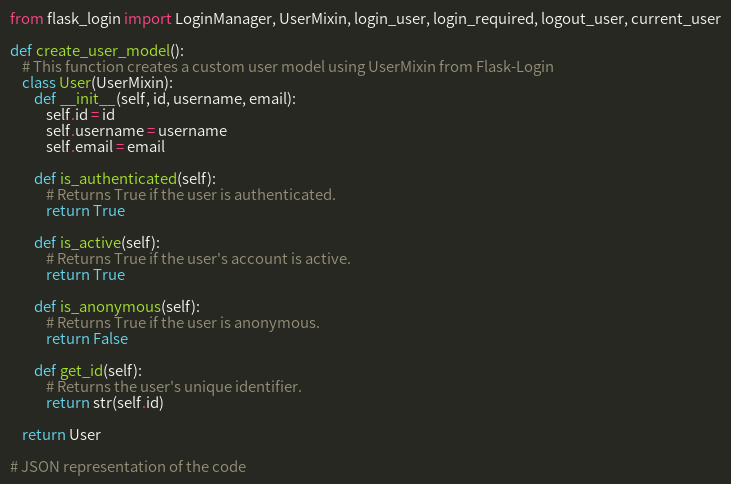 from flask_login import LoginManager, UserMixin, login_user, login_required, logout_user, current_user

def create_user_model():
    # This function creates a custom user model using UserMixin from Flask-Login
    class User(UserMixin):
        def __init__(self, id, username, email):
            self.id = id
            self.username = username
            self.email = email

        def is_authenticated(self):
            # Returns True if the user is authenticated.
            return True

        def is_active(self):
            # Returns True if the user's account is active.
            return True

        def is_anonymous(self):
            # Returns True if the user is anonymous.
            return False

        def get_id(self):
            # Returns the user's unique identifier.
            return str(self.id)

    return User

# JSON representation of the code